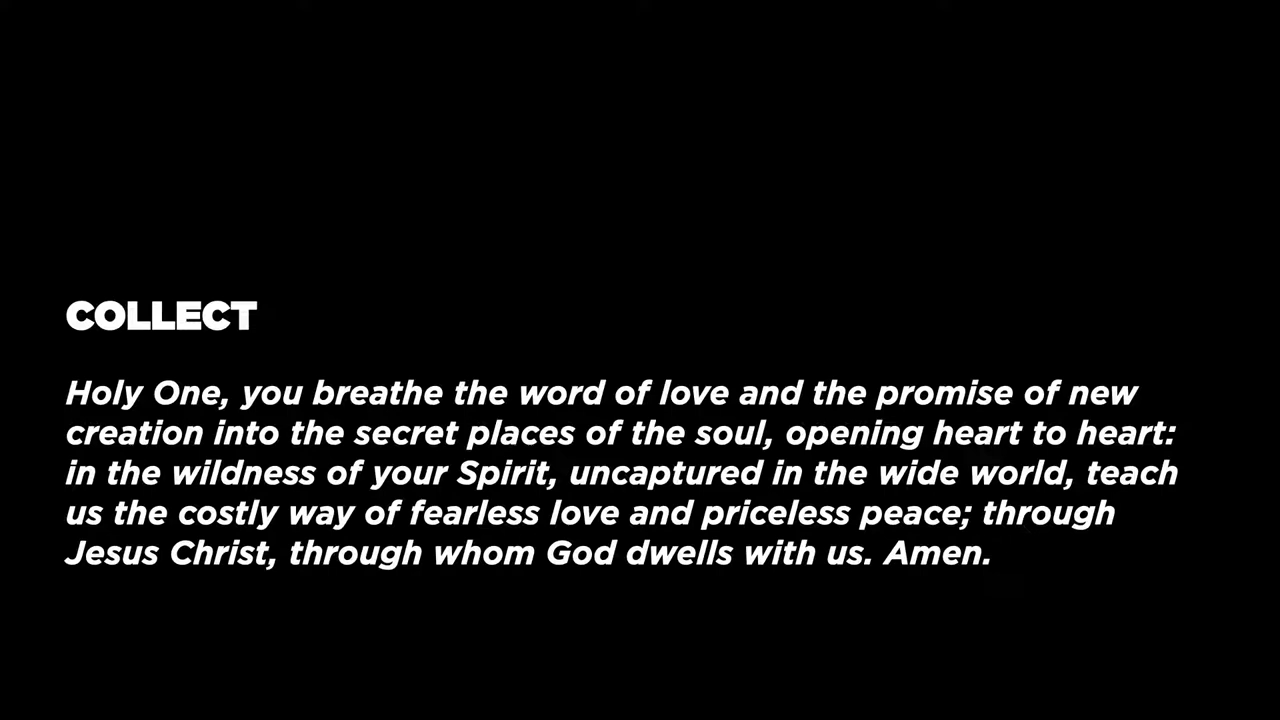 COLLECT
Holy One, you breathe the word of love and the promise of new
creation into the secret places of the soul, opening heart to heart:
in the wildness of your Spirit, uncaptured in the wide world, teach
us the costly way of fearless love and priceless peace; through
Jesus Christ, through whom God dwells with us. Amen.